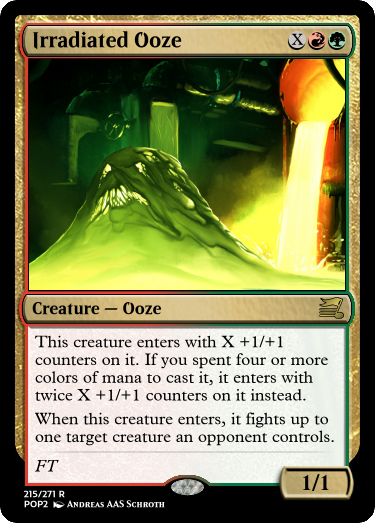 Irradiated Ooze X
Creature — Ooze
This creature enters with X +1/+1
counters on it. If you spent four or more
colors of mana to cast it, it enters with
twice X +1/+1 counters on it instead.
When this creature enters, it fights up to
one target creature an opponent controls.
FT
1/1
215/271 R
POP2 Andreas AAS Schroth